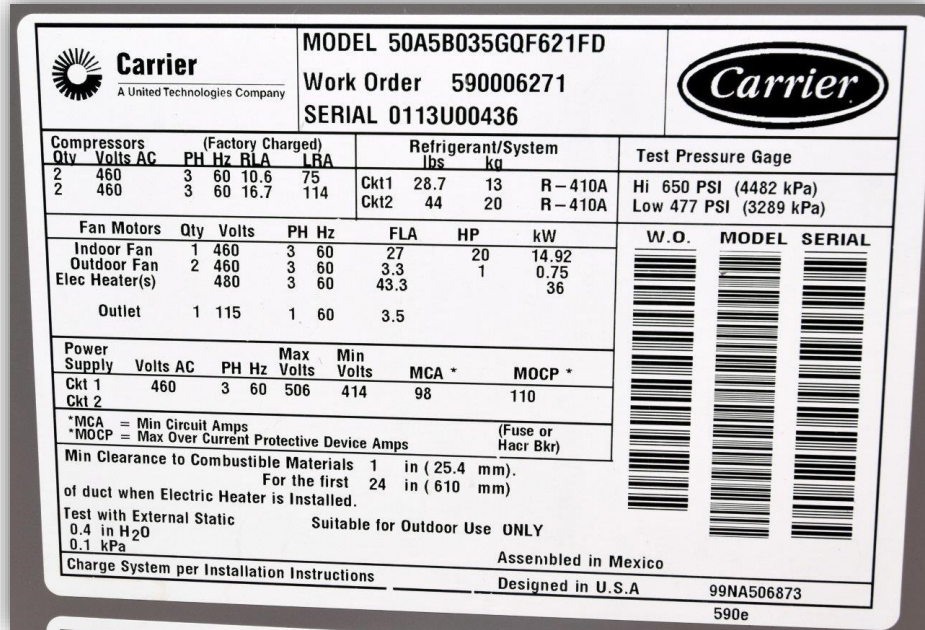 Carrier
A United Technologies Company
MODEL 50A5B035GQF621FD
Work Order 590006271
SERIAL 0113U00436
Carrier
Compressors (Factory Charged)
Qty Volts AC PH Hz RLA LRA
2 460 3 60 10.6 75
2 460 3 60 16.7 114
Refrigerant/System
lbs kg
Ckt1 28.7 13 R-410A
Ckt2 44 20 R-410A
Test Pressure Gage
Hi 650 PSI (4482 kPa)
Low 477 PSI (3289 kPa)
Fan Motors Qty Volts PH Hz FLA HP kW
Indoor Fan 1 460 3 60 27 20 14.92
Outdoor Fan 2 460 3 60 3.3 1 0.75
Elec Heater(s) 480 3 60 43.3 36
Outlet 1 115 1 60 3.5
W.O. MODEL SERIAL
Power Supply Volts AC PH Hz Max Volts Min Volts MCA * MOCP *
Ckt 1 460 3 60 506 414 98 110
Ckt 2
*MCA = Min Circuit Amps
*MOCP = Max Over Current Protective Device Amps
(Fuse or
Hacr Bkr)
Min Clearance to Combustible Materials 1 in (25.4 mm).
For the first 24 in (610 mm)
of duct when Electric Heater is Installed.
Test with External Static
0.4 in H2O
0.1 kPa
Suitable for Outdoor Use ONLY
Assembled in Mexico
Charge System per Installation Instructions
Designed in U.S.A
99NA506873
590e